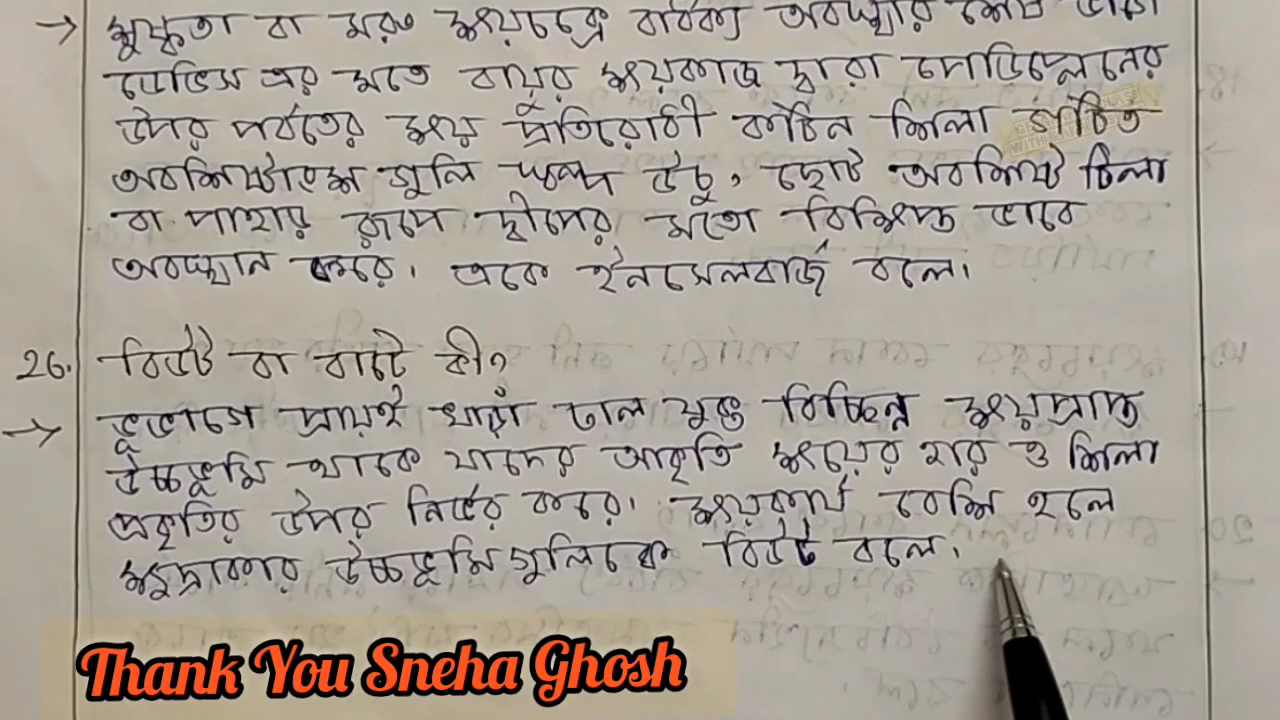 → শুষ্কতা বা মরু ক্ষয়চক্রে বার্ধক্য অবস্থার শেষ ভাগে
ডেভিস এর মতে বায়ুর ক্ষয়কাজ দ্বারা পেডিপ্লেনের
উপর পর্বতের ক্ষয় প্রতিরোধী কঠিন শিলা গঠিত
অবশিষ্টাংশ গুলি স্বল্প উঁচু, ছোট অবশিষ্ট টিলা
বা পাহাড় রূপে দ্বীপের মতো বিক্ষিপ্ত ভাবে
অবস্থান করে। একে ইনসেলবার্জ বলে।
26. বিউট বা বাটে কী?
→ ভূভাগে প্রায়ই খাড়াঁ ঢাল যুক্ত বিচ্ছিন্ন ক্ষয়প্রাপ্ত
উচ্চভূমি থাকে যাদের আকৃতি ক্ষয়ের হার ও শিলা
প্রকৃতির উপর নির্ভর করে। ক্ষয়কার্য বেশি হলে
ক্ষুদ্রাকার উচ্চভূমিগুলিকে বিউট বলে।
Thank You Sneha Ghosh